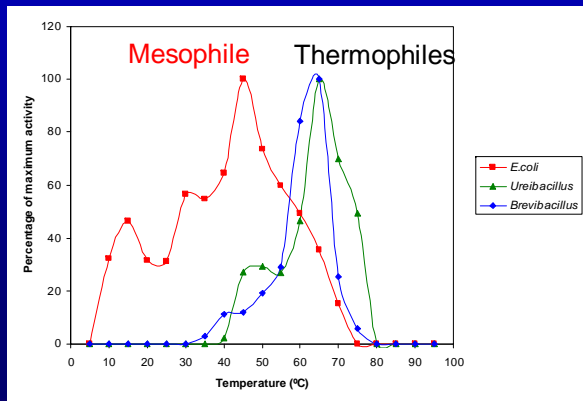 Mesophile Thermophiles
Percentage of maximum activity
120
100
80
60
40
20
0
0 10 20 30 40 50 60 70 80 90 100
Temperature (ºC)
E.coli
Ureibacillus
Brevibacillus